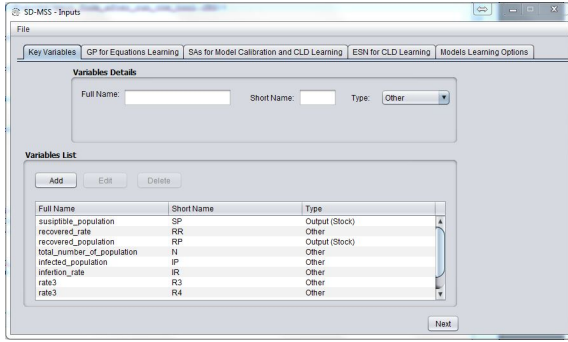 SD-MSS - Inputs
File
Key Variables GP for Equations Learning SAs for Model Calibration and CLD Learning ESN for CLD Learning Models Learning Options
Variables Details
Full Name: Short Name: Type: Other
Variables List
Add Edit Delete
Full Name Short Name Type
susiptible_population SP Output (Stock)
recovered_rate RR Other
recovered_population RP Output (Stock)
total_number_of_population N Other
infected_population IP Other
infertion_rate IR Other
rate3 R3 Other
rate3 R4 Other
Next